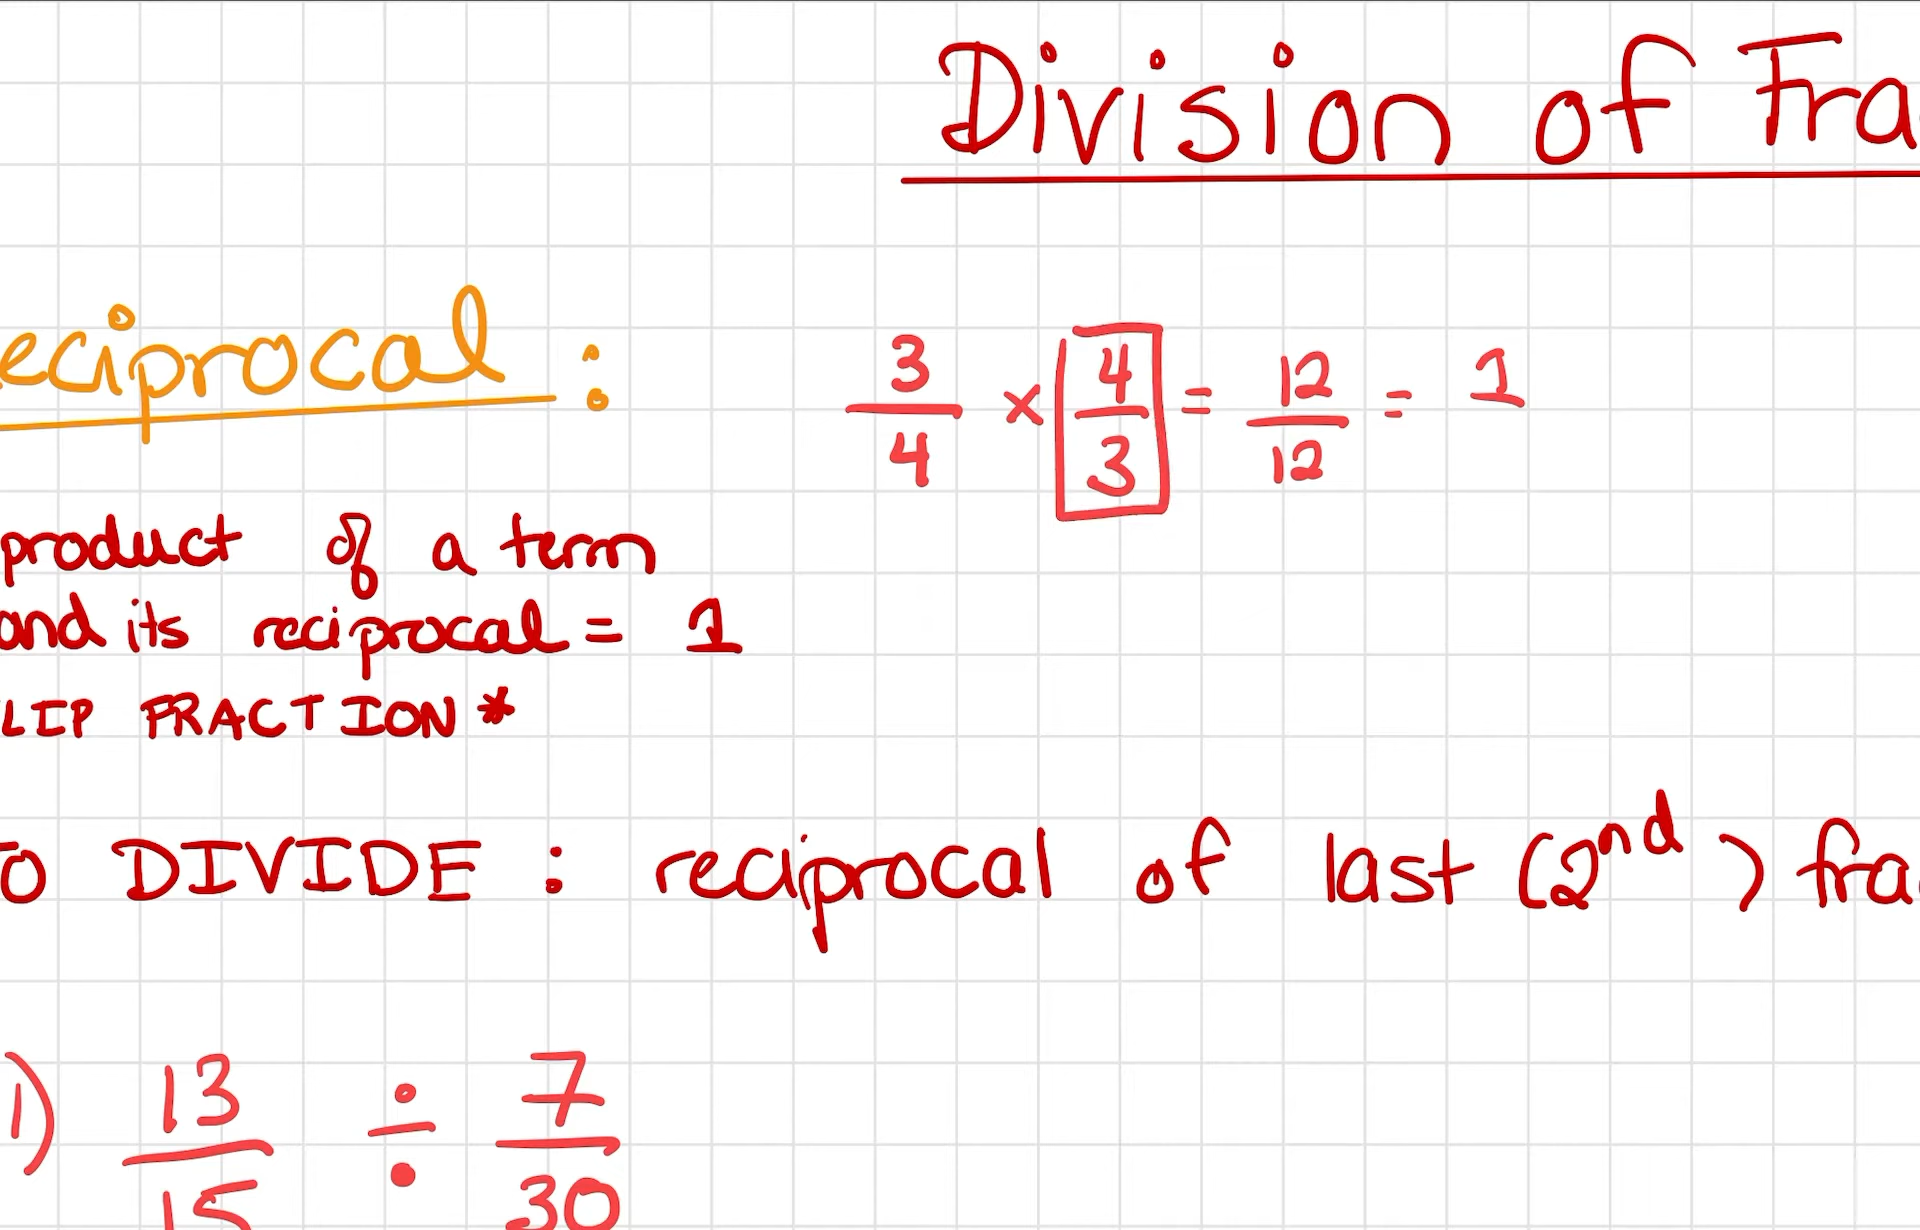 Division of Fra
eciprocal :
3/4 × 4/3 = 12/12 = 1
product of a term
and its reciprocal = 1
LIP FRACTION *
TO DIVIDE : reciprocal of last (2nd) fra
1) 13/15 ÷ 7/30